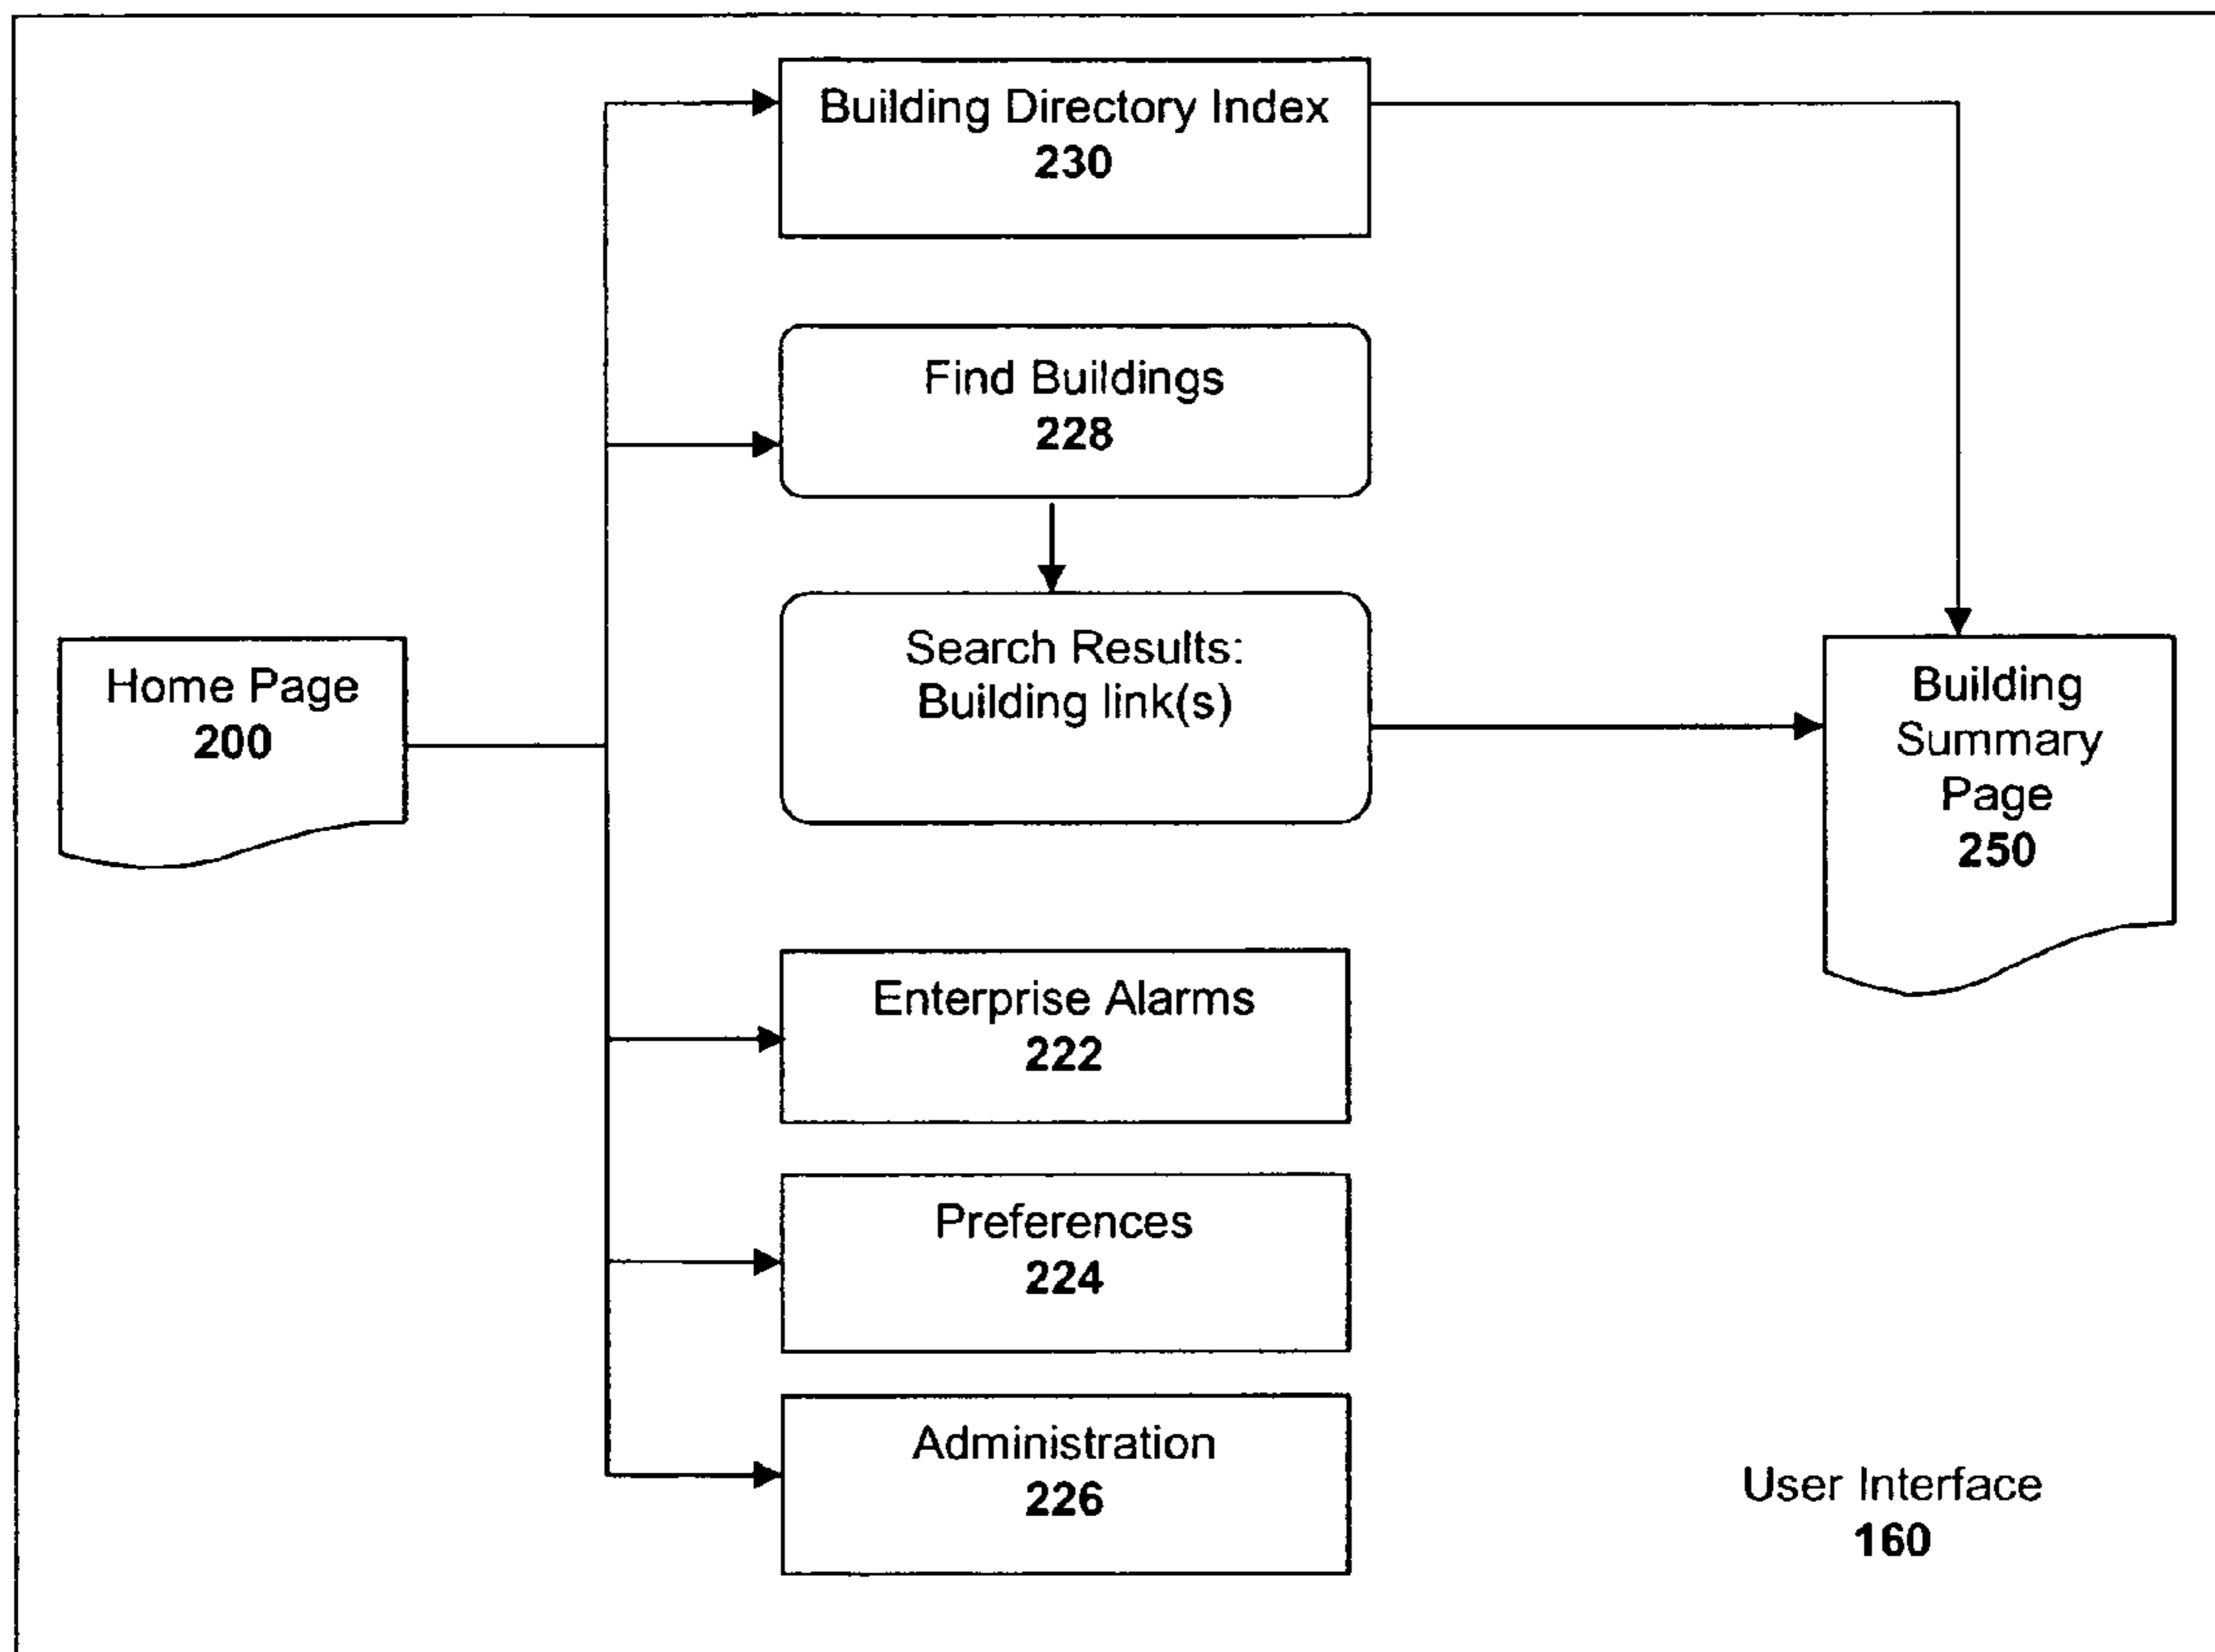 Building Directory Index
230
Find Buildings
228
Search Results:
Building link(s)
Home Page
200
Building
Summary
Page
250
Enterprise Alarms
222
Preferences
224
Administration
226
User Interface
160